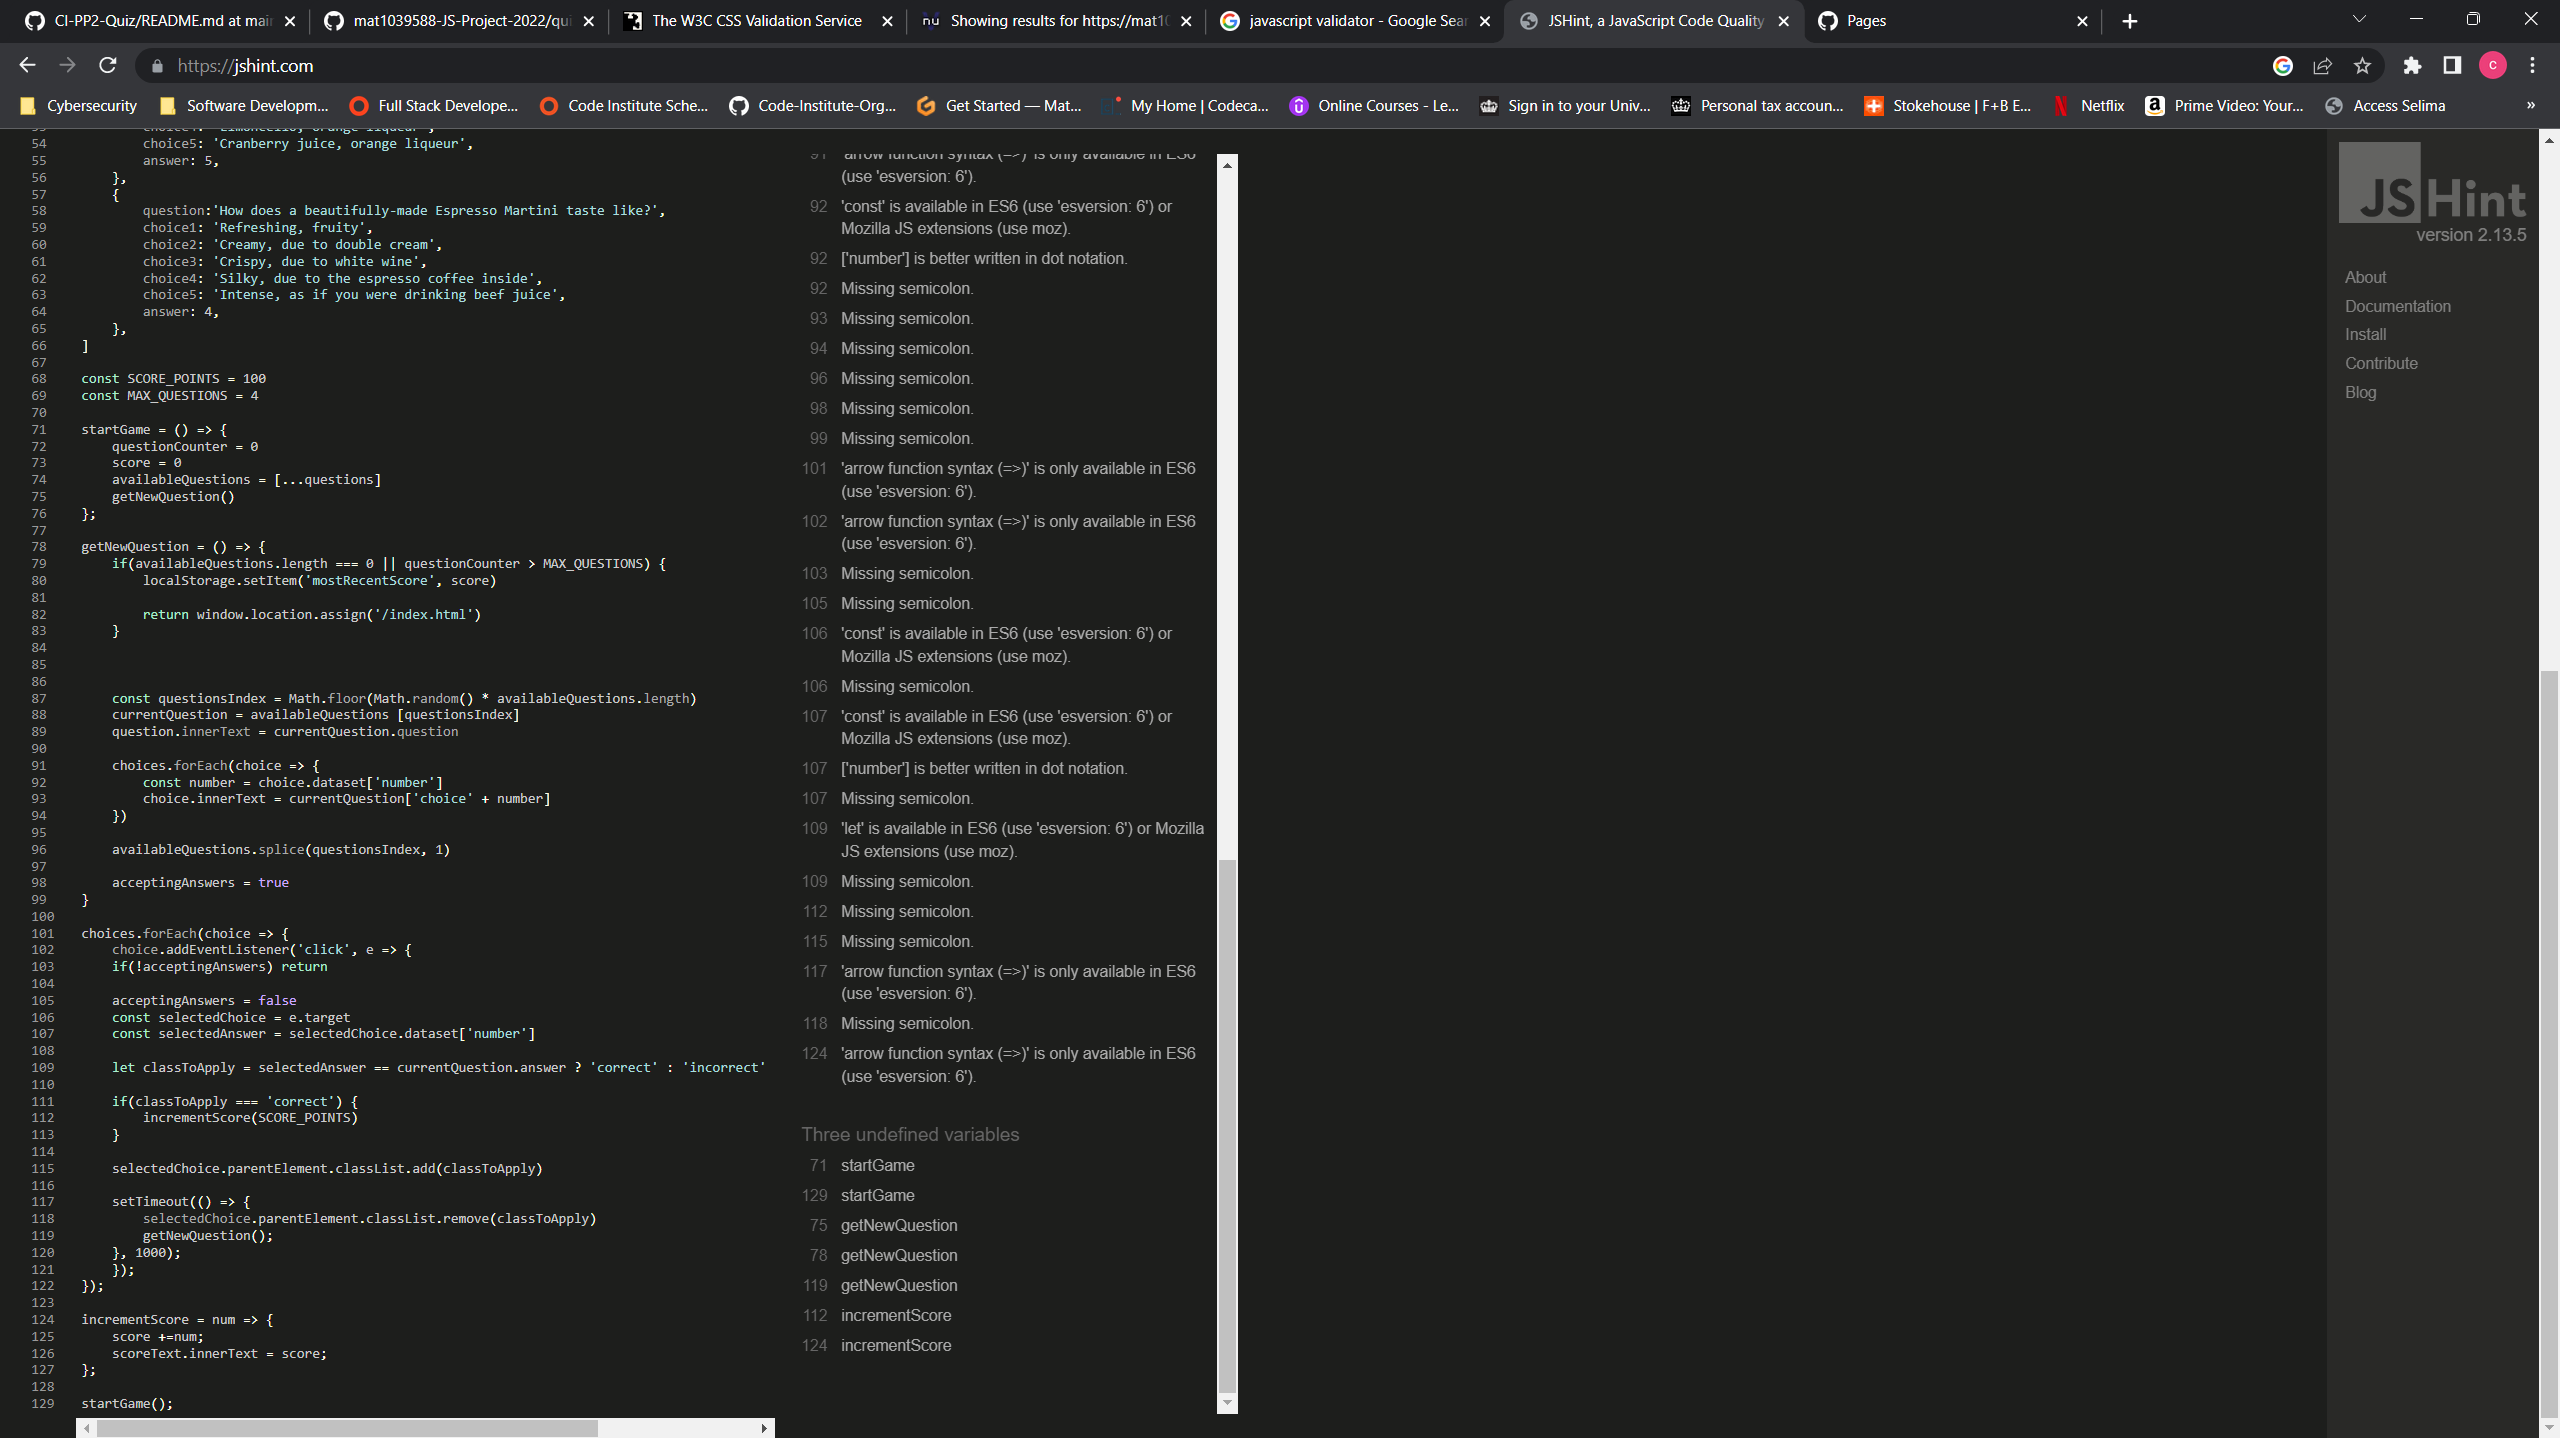 CI-PP2-Quiz/README.md at mai
mat1039588-JS-Project-2022/qui
The W3C CSS Validation Service
Showing results for https://mat10
javascript validator - Google Sear
JSHint, a JavaScript Code Quality
Pages
https://jshint.com
Cybersecurity
Software Developm...
Full Stack Develope...
Code Institute Sche...
Code-Institute-Org...
Get Started — Mat...
My Home | Codeca...
Online Courses - Le...
Sign in to your Univ...
Personal tax accoun...
Stokehouse | F+B E...
Netflix
Prime Video: Your...
Access Selima
»
54 choice5: 'Cranberry juice, orange liqueur',
55 answer: 5,
56 },
57 {
58 question:'How does a beautifully-made Espresso Martini taste like?',
59 choice1: 'Refreshing, fruity',
60 choice2: 'Creamy, due to double cream',
61 choice3: 'Crispy, due to white wine',
62 choice4: 'Silky, due to the espresso coffee inside',
63 choice5: 'Intense, as if you were drinking beef juice',
64 answer: 4,
65 },
66 ]
67
68 const SCORE_POINTS = 100
69 const MAX_QUESTIONS = 4
70
71 startGame = () => {
72 questionCounter = 0
73 score = 0
74 availableQuestions = [...questions]
75 getNewQuestion()
76 };
77
78 getNewQuestion = () => {
79 if(availableQuestions.length === 0 || questionCounter > MAX_QUESTIONS) {
80 localStorage.setItem('mostRecentScore', score)
81
82 return window.location.assign('/index.html')
83 }
84
85
86
87 const questionsIndex = Math.floor(Math.random() * availableQuestions.length)
88 currentQuestion = availableQuestions [questionsIndex]
89 question.innerText = currentQuestion.question
90
91 choices.forEach(choice => {
92 const number = choice.dataset['number']
93 choice.innerText = currentQuestion['choice' + number]
94 })
95
96 availableQuestions.splice(questionsIndex, 1)
97
98 acceptingAnswers = true
99 }
100
101 choices.forEach(choice => {
102 choice.addEventListener('click', e => {
103 if(!acceptingAnswers) return
104
105 acceptingAnswers = false
106 const selectedChoice = e.target
107 const selectedAnswer = selectedChoice.dataset['number']
108
109 let classToApply = selectedAnswer == currentQuestion.answer ? 'correct' : 'incorrect'
110
111 if(classToApply === 'correct') {
112 incrementScore(SCORE_POINTS)
113 }
114
115 selectedChoice.parentElement.classList.add(classToApply)
116
117 setTimeout(() => {
118 selectedChoice.parentElement.classList.remove(classToApply)
119 getNewQuestion();
120 }, 1000);
121 });
122 });
123
124 incrementScore = num => {
125 score +=num;
126 scoreText.innerText = score;
127 };
128
129 startGame();
91 'arrow function syntax (=>)' is only available in ES6
(use 'esversion: 6').
92 'const' is available in ES6 (use 'esversion: 6') or
Mozilla JS extensions (use moz).
92 ['number'] is better written in dot notation.
92 Missing semicolon.
93 Missing semicolon.
94 Missing semicolon.
96 Missing semicolon.
98 Missing semicolon.
99 Missing semicolon.
101 'arrow function syntax (=>)' is only available in ES6
(use 'esversion: 6').
102 'arrow function syntax (=>)' is only available in ES6
(use 'esversion: 6').
103 Missing semicolon.
105 Missing semicolon.
106 'const' is available in ES6 (use 'esversion: 6') or
Mozilla JS extensions (use moz).
106 Missing semicolon.
107 'const' is available in ES6 (use 'esversion: 6') or
Mozilla JS extensions (use moz).
107 ['number'] is better written in dot notation.
107 Missing semicolon.
109 'let' is available in ES6 (use 'esversion: 6') or Mozilla
JS extensions (use moz).
109 Missing semicolon.
112 Missing semicolon.
115 Missing semicolon.
117 'arrow function syntax (=>)' is only available in ES6
(use 'esversion: 6').
118 Missing semicolon.
124 'arrow function syntax (=>)' is only available in ES6
(use 'esversion: 6').
Three undefined variables
71 startGame
129 startGame
75 getNewQuestion
78 getNewQuestion
119 getNewQuestion
112 incrementScore
124 incrementScore
JSHint
version 2.13.5
About
Documentation
Install
Contribute
Blog